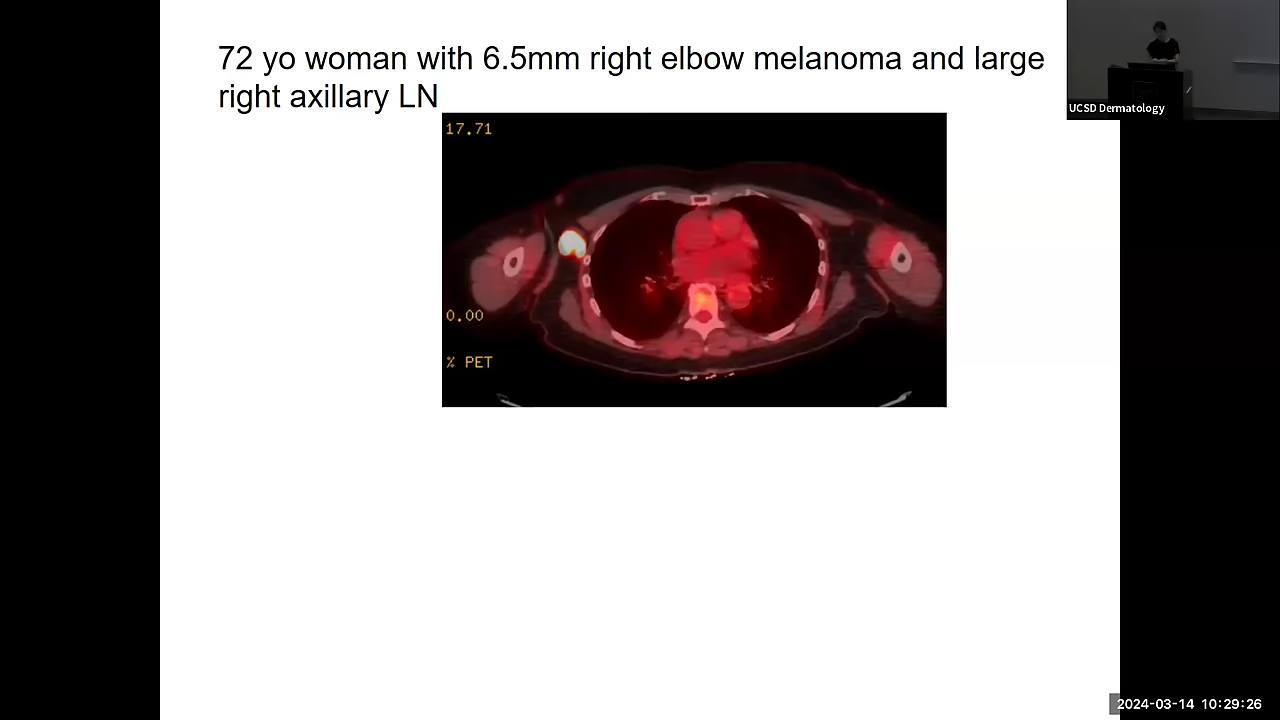 72 yo woman with 6.5mm right elbow melanoma and large
right axillary LN
17.71
0.00
% PET
UCSD Dermatology
2024-03-14 10:29:26